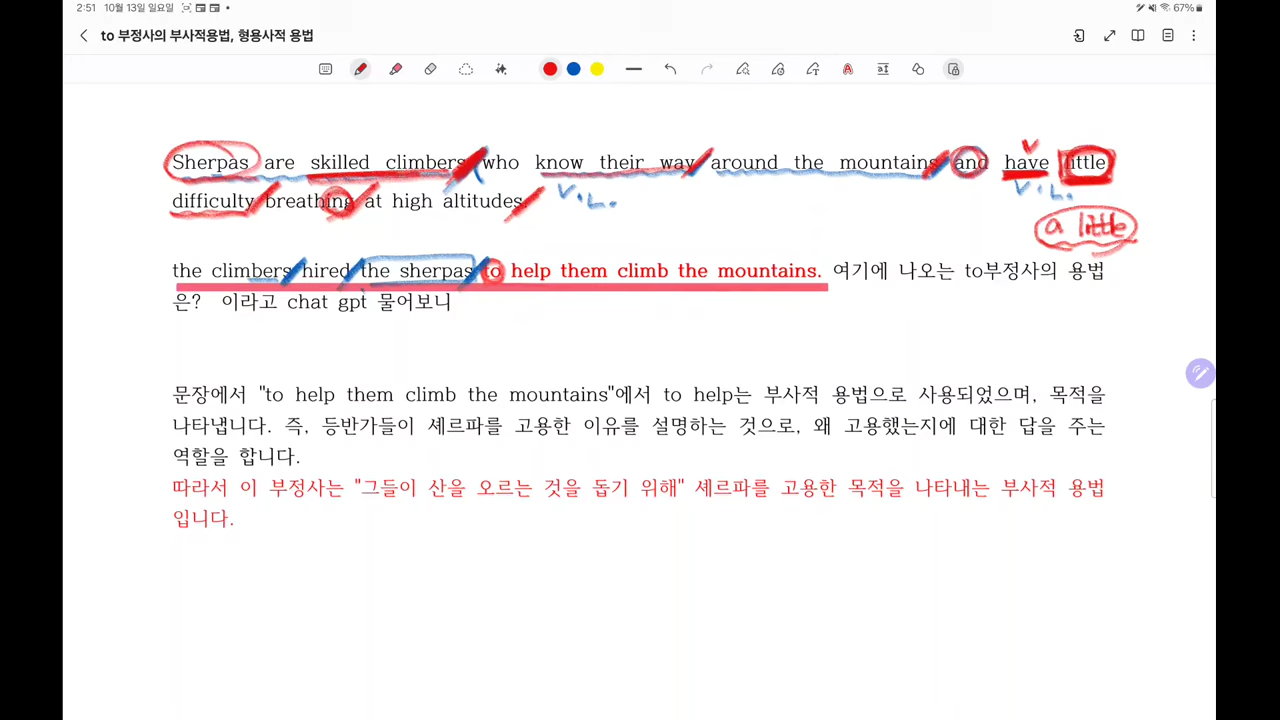 2:51 10월 13일 일요일
67%
to 부정사의 부사적용법, 형용사적 용법
Sherpas are skilled climbers who know their way around the mountains and have little
V
V.L.
V.L.
difficulty breathing at high altitudes.
a little
the climbers hired the sherpas to help them climb the mountains. 여기에 나오는 to부정사의 용법
은? 이라고 chat gpt 물어보니
문장에서 "to help them climb the mountains"에서 to help는 부사적 용법으로 사용되었으며, 목적을
나타냅니다. 즉, 등반가들이 셰르파를 고용한 이유를 설명하는 것으로, 왜 고용했는지에 대한 답을 주는
역할을 합니다.
따라서 이 부정사는 "그들이 산을 오르는 것을 돕기 위해" 셰르파를 고용한 목적을 나타내는 부사적 용법
입니다.